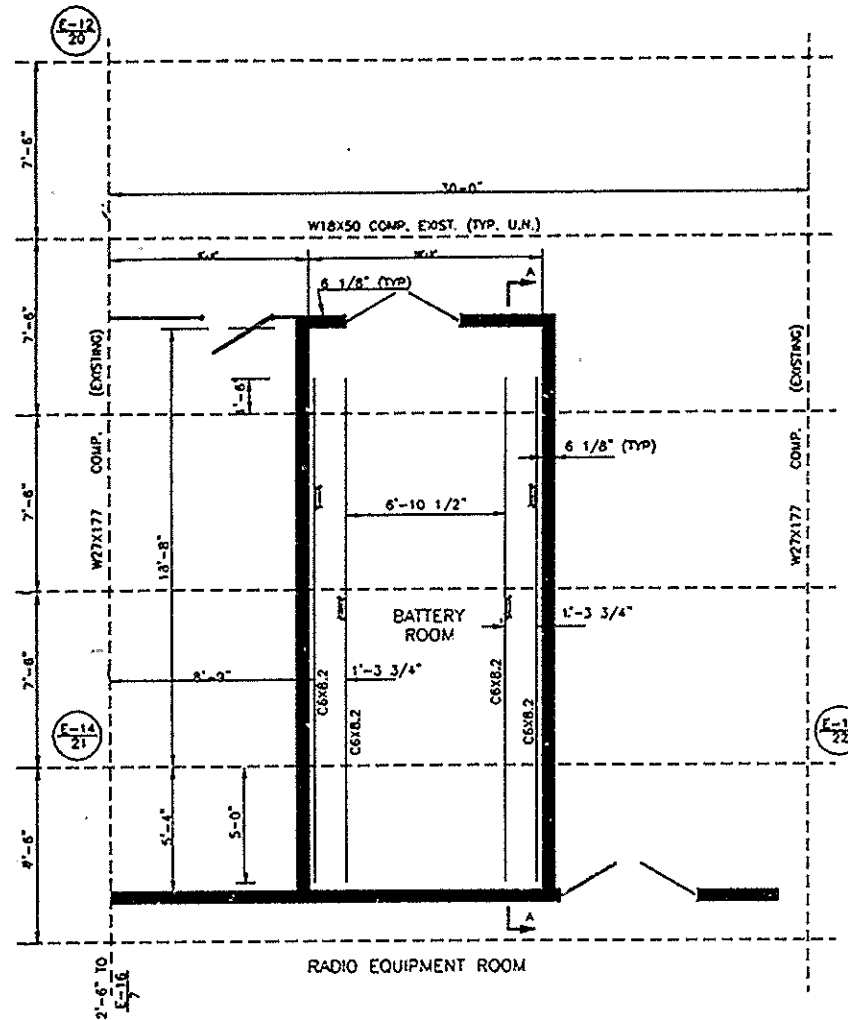 E-12
20
7'-6"
30-0"
W18X50 COMP. EXIST. (TYP. U.N.)
A
6 1/8" (TYP)
7'-6"
(EXISTING)
(EXISTING)
1'-6"
6 1/8" (TYP)
COMP.
COMP.
7'-6"
6'-10 1/2"
W27X177
W27X177
18'-8"
BATTERY
ROOM
1'-3 3/4"
7'-6"
8'-9"
1'-3 3/4"
C6X8.2
C6X8.2
C6X8.2
C6X8.2
E-14
21
22
5'-4"
5-0"
A
RADIO EQUIPMENT ROOM
2'-6" TO
E-16
7